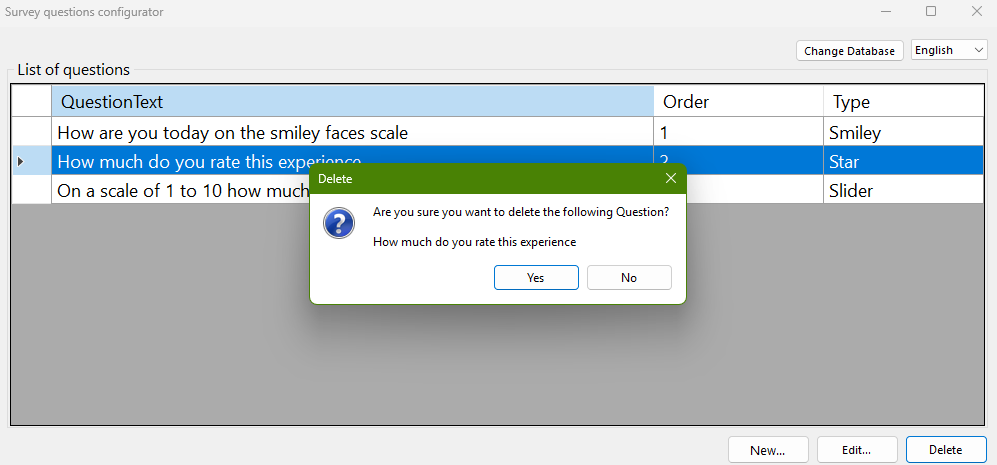 Survey questions configurator
Change Database English
List of questions
QuestionText Order Type
How are you today on the smiley faces scale 1 Smiley
How much do you rate this experience Star
On a scale of 1 to 10 how much Slider
Delete
Are you sure you want to delete the following Question?
How much do you rate this experience
Yes No
New... Edit... Delete